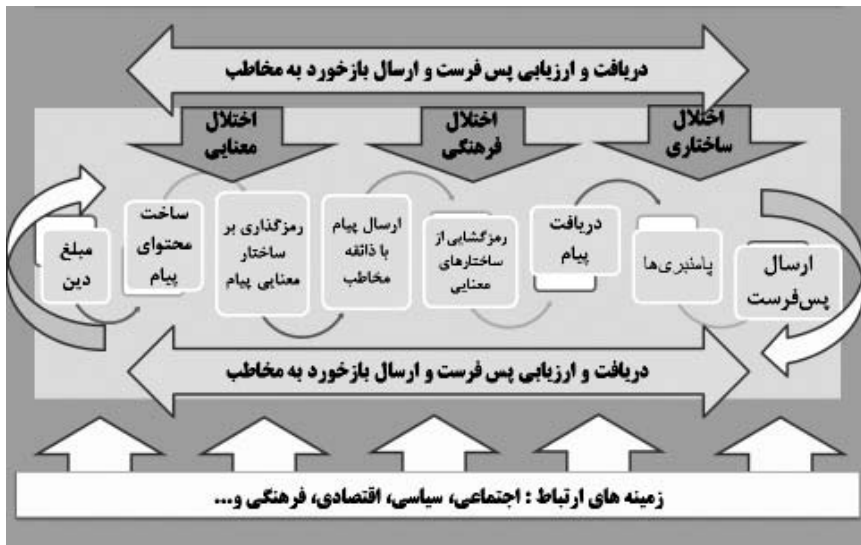 دریافت و ارزیابی پس فرست و ارسال بازخورد به مخاطب
اختلال
معنایی
اختلال
فرهنگی
اختلال
ساختاری
مبلغ
دین
ساخت
محتوای
پیام
رمزگذاری بر
ساختار
معنایی پیام
ارسال پیام
با ذائقه
مخاطب
رمزگشایی از
ساختارهای
معنایی
دریافت
پیام
پامنبری‌ها
ارسال
پس‌فرست
دریافت و ارزیابی پس فرست و ارسال بازخورد به مخاطب
زمینه های ارتباط : اجتماعی، سیاسی، اقتصادی، فرهنگی و...